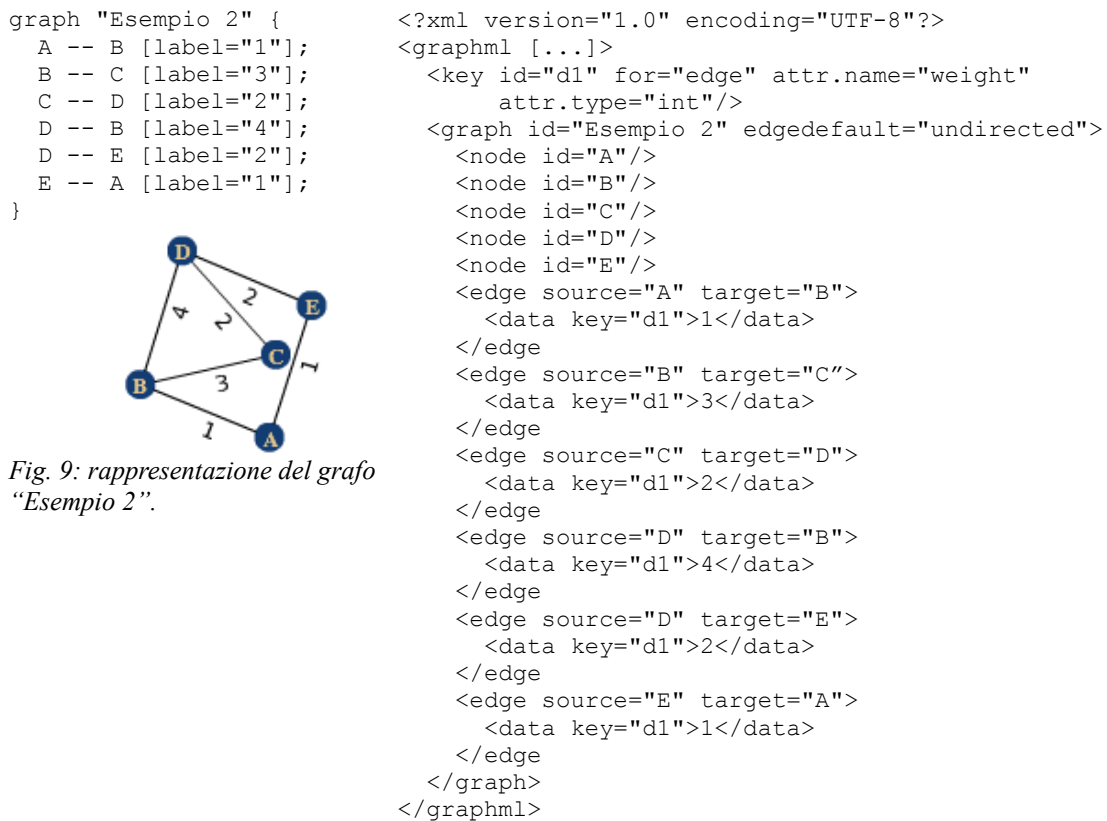 graph "Esempio 2" {
  A -- B [label="1"];
  B -- C [label="3"];
  C -- D [label="2"];
  D -- B [label="4"];
  D -- E [label="2"];
  E -- A [label="1"];
}
D
2
E
4
2
C
1
B
3
1
A
Fig. 9: rappresentazione del grafo
“Esempio 2”.
<?xml version="1.0" encoding="UTF-8"?>
<graphml [...]>
  <key id="d1" for="edge" attr.name="weight"
       attr.type="int"/>
  <graph id="Esempio 2" edgedefault="undirected">
    <node id="A"/>
    <node id="B"/>
    <node id="C"/>
    <node id="D"/>
    <node id="E"/>
    <edge source="A" target="B">
      <data key="d1">1</data>
    </edge
    <edge source="B" target="C”>
      <data key="d1">3</data>
    </edge
    <edge source="C" target="D">
      <data key="d1">2</data>
    </edge
    <edge source="D" target="B">
      <data key="d1">4</data>
    </edge
    <edge source="D" target="E">
      <data key="d1">2</data>
    </edge
    <edge source="E" target="A">
      <data key="d1">1</data>
    </edge
  </graph>
</graphml>